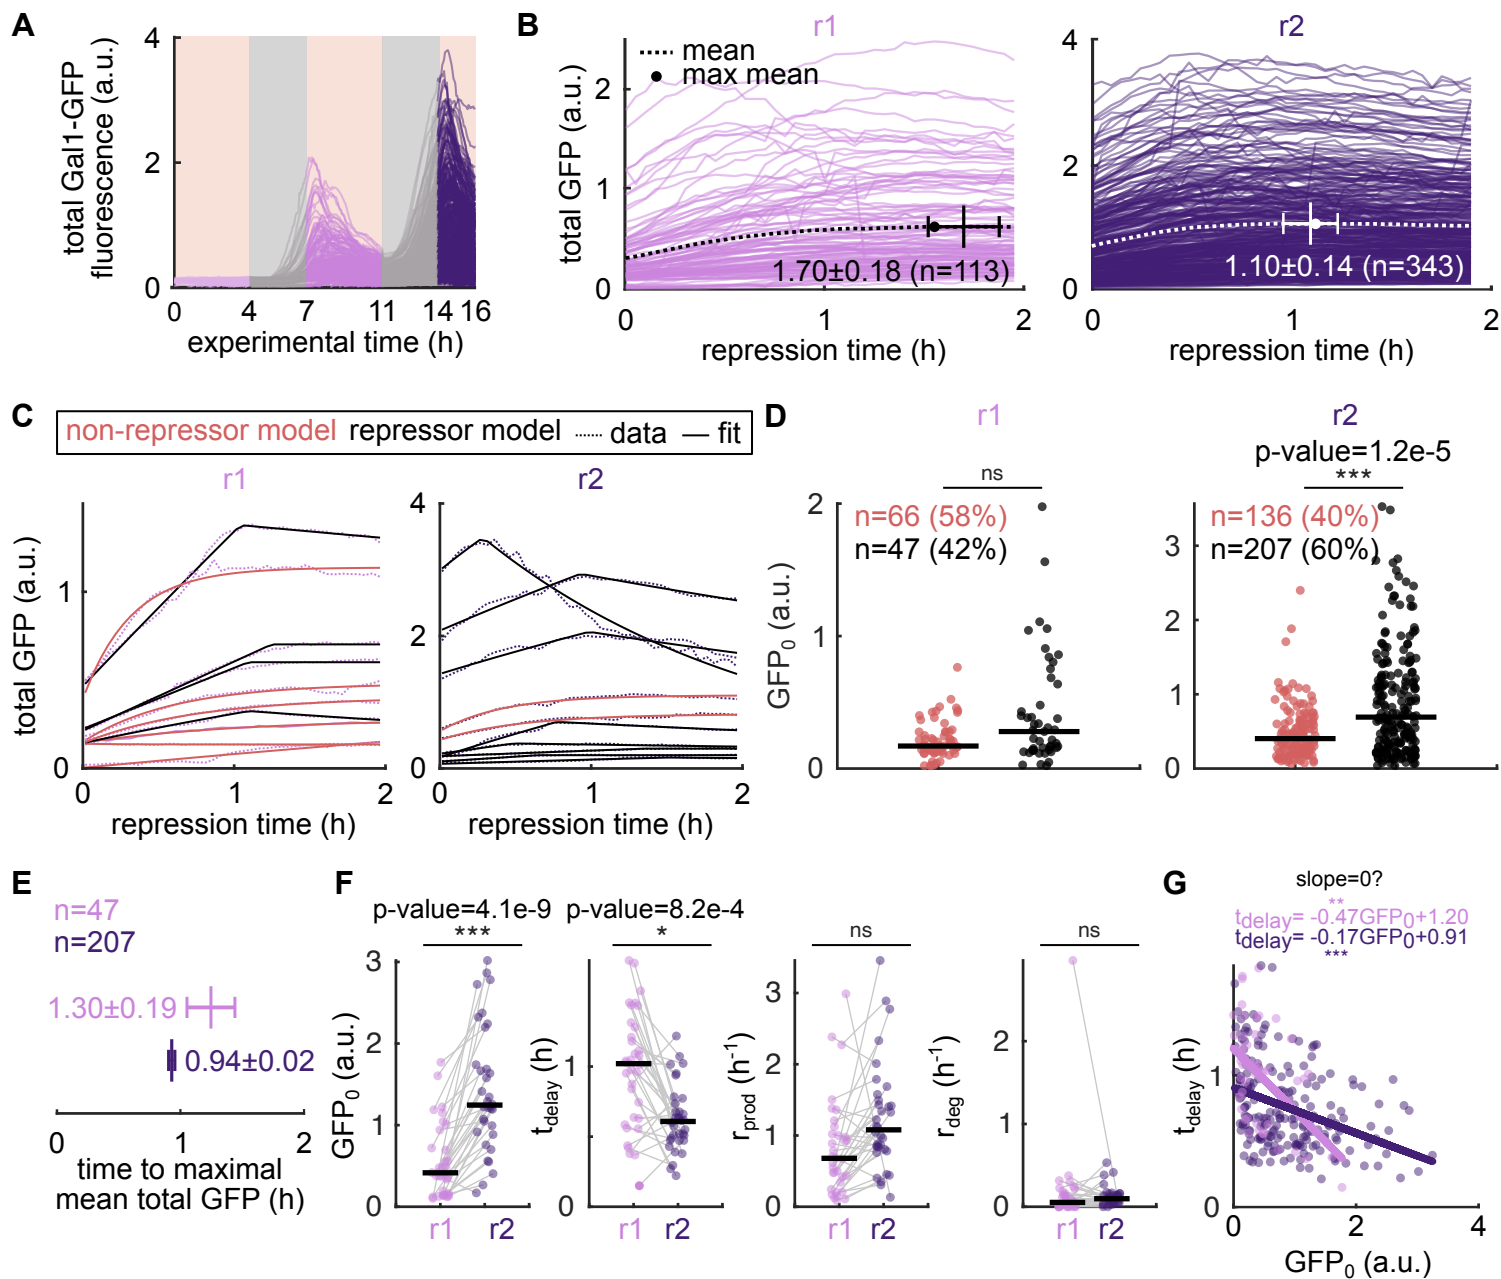 A
total Gal1-GFP
fluorescence (a.u.)
4
2
0
0 4 7 11 14 16
experimental time (h)
B
r1
mean
max mean
total GFP (a.u.)
2
1
0
1.70±0.18 (n=113)
0 1 2
repression time (h)
r2
4
2
0
1.10±0.14 (n=343)
0 1 2
repression time (h)
C
non-repressor model repressor model data fit
r1
total GFP (a.u.)
1
0
0 1 2
repression time (h)
r2
4
2
0
0 1 2
repression time (h)
D
r1
ns
n=66 (58%)
n=47 (42%)
GFP0 (a.u.)
2
1
0
r2
p-value=1.2e-5
***
n=136 (40%)
n=207 (60%)
3
2
1
0
E
n=47
n=207
1.30±0.19
0.94±0.02
0 1 2
time to maximal
mean total GFP (h)
F
p-value=4.1e-9
***
GFP0 (a.u.)
3
2
1
0
r1 r2
p-value=8.2e-4
*
tdelay (h)
1
0
r1 r2
ns
rprod (h-1)
3
2
1
0
r1 r2
ns
rdeg (h-1)
2
1
0
r1 r2
G
slope=0?
**
tdelay= -0.47GFP0+1.20
tdelay= -0.17GFP0+0.91
***
tdelay (h)
1
0
0 2 4
GFP0 (a.u.)